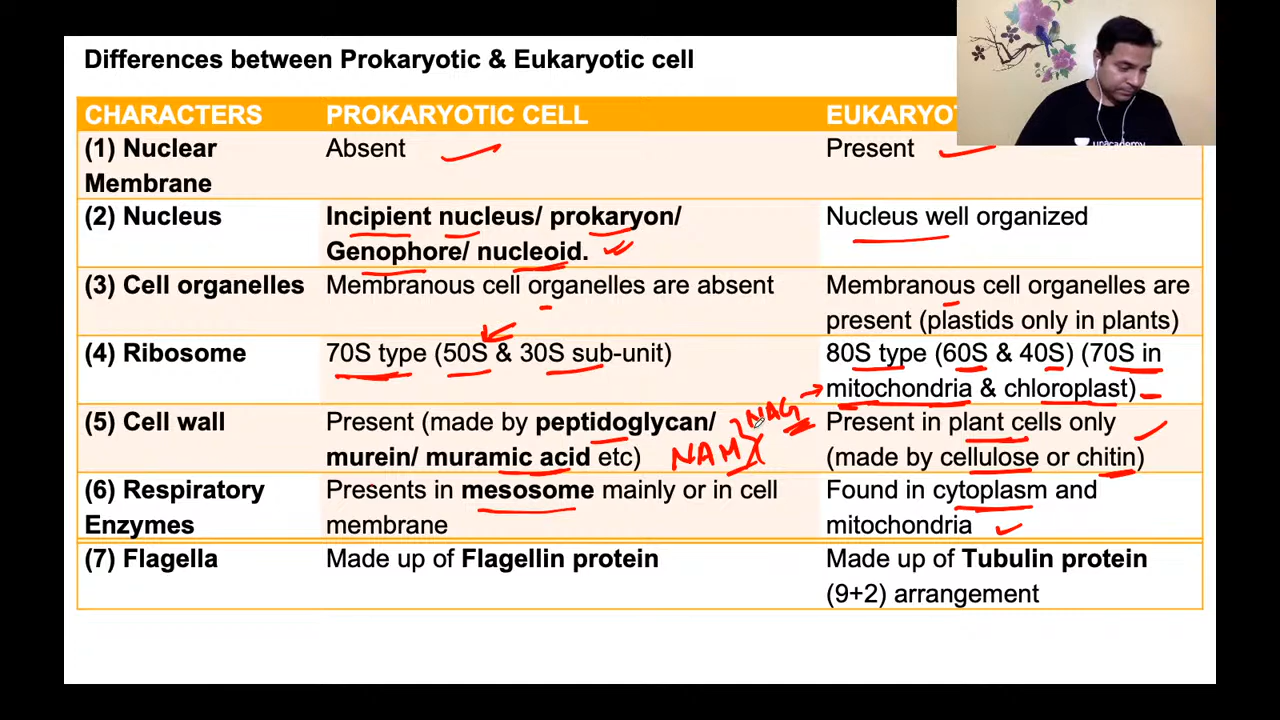 Differences between Prokaryotic & Eukaryotic cell
CHARACTERS PROKARYOTIC CELL EUKARYO
(1) Nuclear Membrane
Absent
Present
(2) Nucleus
Incipient nucleus/ prokaryon/
Genophore/ nucleoid.
Nucleus well organized
(3) Cell organelles
Membranous cell organelles are absent
Membranous cell organelles are
present (plastids only in plants)
(4) Ribosome
70S type (50S & 30S sub-unit)
80S type (60S & 40S) (70S in
mitochondria & chloroplast)
(5) Cell wall
Present (made by peptidoglycan/
murein/ muramic acid etc)
NAG
NAM
Present in plant cells only
(made by cellulose or chitin)
(6) Respiratory
Enzymes
Presents in mesosome mainly or in cell
membrane
Found in cytoplasm and
mitochondria
(7) Flagella
Made up of Flagellin protein
Made up of Tubulin protein
(9+2) arrangement
unacademy